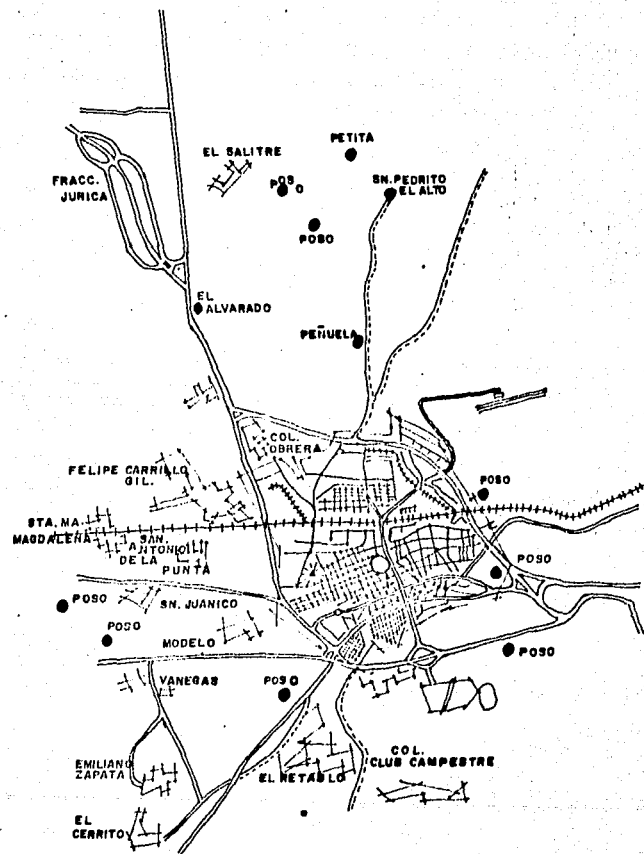 PETITA
EL SALITRE
FRACC.
JURICA
POSO
SN. PEDRITO
EL ALTO
POSO
EL
ALVARADO
PEÑUELA
COL.
OBRERA
FELIPE CARRILLO
GIL.
POSO
STA. MA.
MAGDALENA
SAN
ANTONIO
DE LA
PUNTA
POSO
POSO
SN. JUANICO
POSO
MODELO
POSO
VANEGAS
POSO
COL.
CLUB CAMPESTRE
EMILIANO
ZAPATA
EL RETABLO
EL
CERRITO